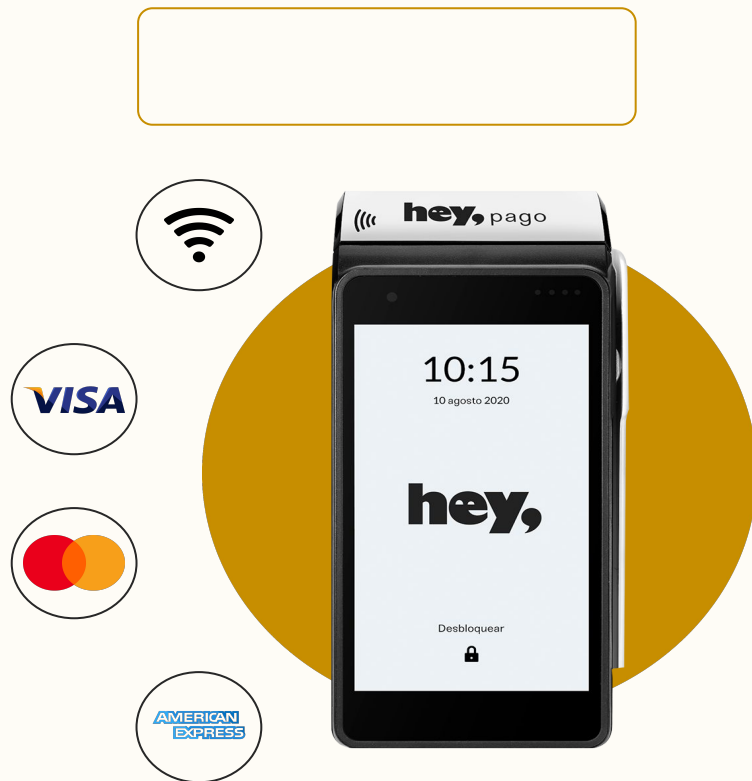 hey, pago
10:15
10 agosto 2020
VISA
hey,
Desbloquear
AMERICAN
EXPRESS